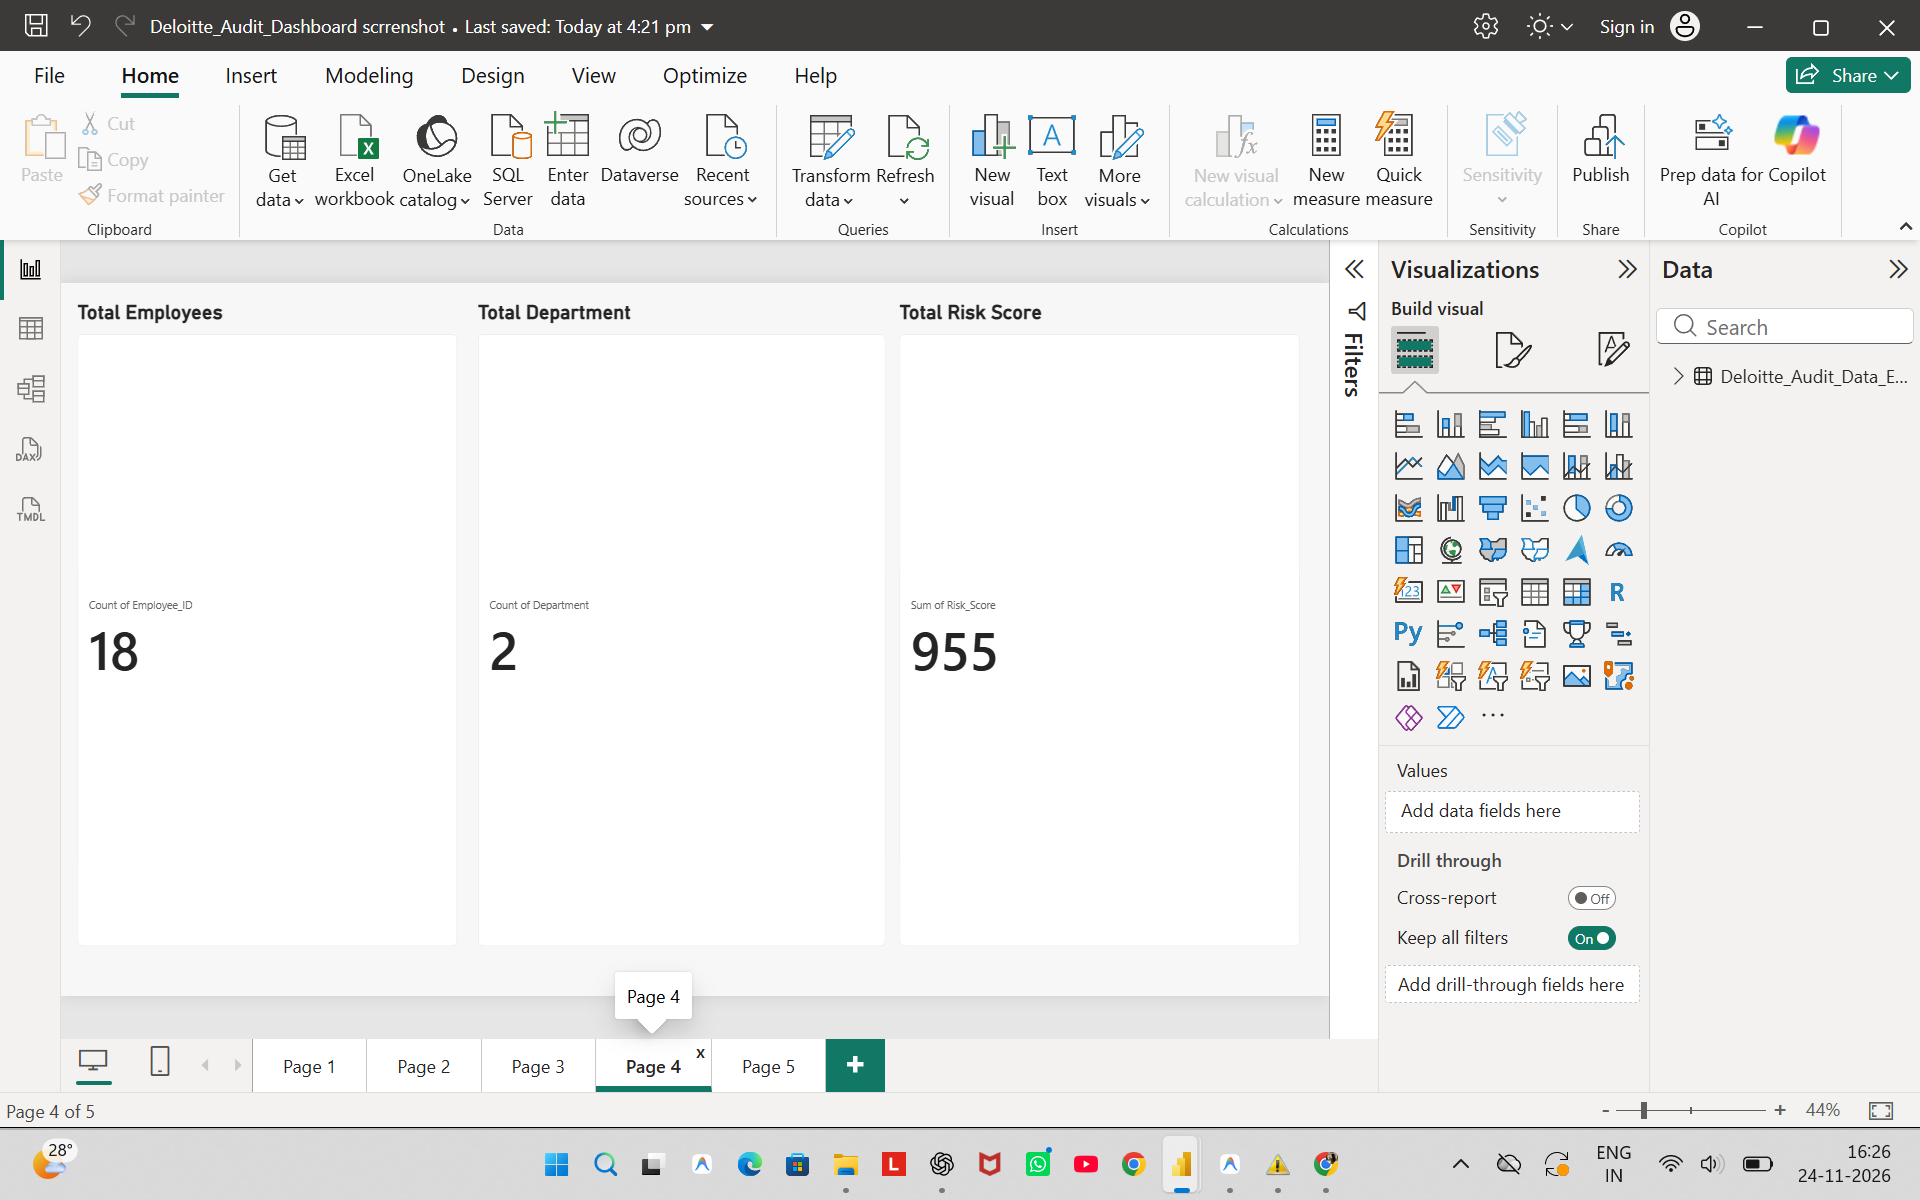 Deloitte_Audit_Dashboard scrrenshot • Last saved: Today at 4:21 pm
Sign in
File Home Insert Modeling Design View Optimize Help
Share
Paste
Cut
Copy
Format painter
Clipboard
Get data
Excel workbook
OneLake catalog
SQL Server
Enter data
Dataverse
Recent sources
Data
Transform data
Refresh
Queries
New visual
Text box
More visuals
Insert
New visual calculation
New measure
Quick measure
Calculations
Sensitivity
Sensitivity
Publish
Share
Prep data for AI
Copilot
Copilot
DAX
TMDL
Total Employees
Count of Employee_ID
18
Total Department
Count of Department
2
Total Risk Score
Sum of Risk_Score
955
Filters
Visualizations
Build visual
123
R
Py
Values
Add data fields here
Drill through
Cross-report
Off
Keep all filters
On
Add drill-through fields here
Data
Search
Deloitte_Audit_Data_E...
Page 4
Page 1
Page 2
Page 3
Page 4
x
Page 5
Page 4 of 5
- + 44%
28°
L
ENG
IN
16:26
24-11-2026